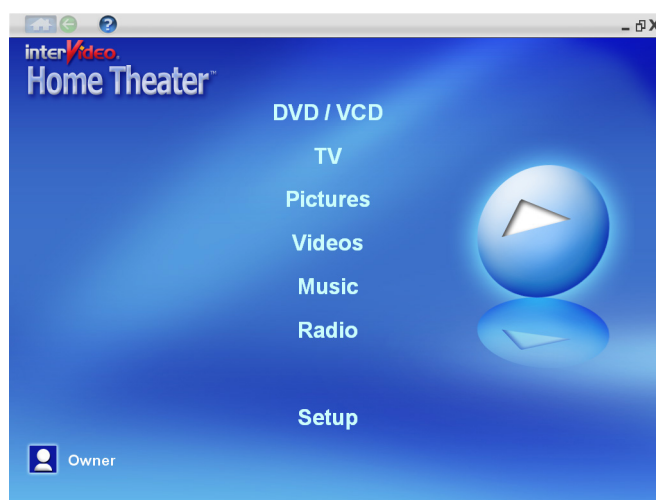 ?
interVideo.
Home Theater™
DVD / VCD
TV
Pictures
Videos
Music
Radio
Setup
Owner